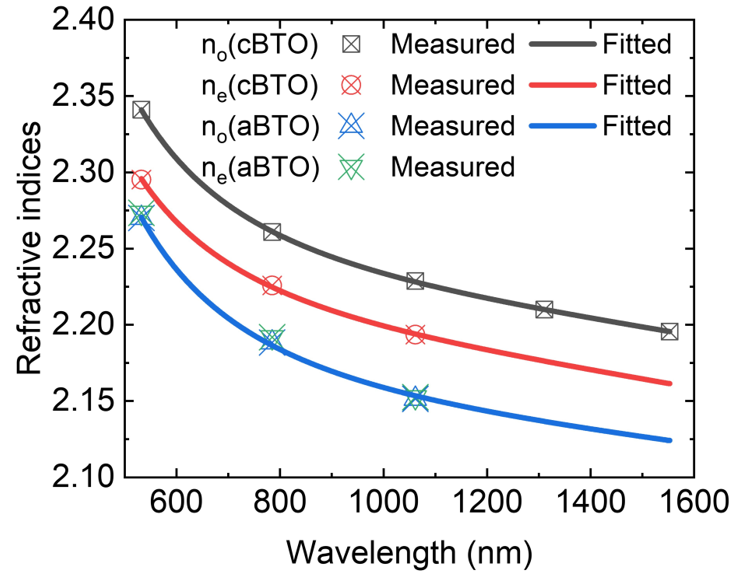 2.40
2.35
2.30
2.25
2.20
2.15
2.10
Refractive indices
nₒ(cBTO) Measured Fitted
nₑ(cBTO) Measured Fitted
nₒ(aBTO) Measured Fitted
nₑ(aBTO) Measured
600 800 1000 1200 1400 1600
Wavelength (nm)